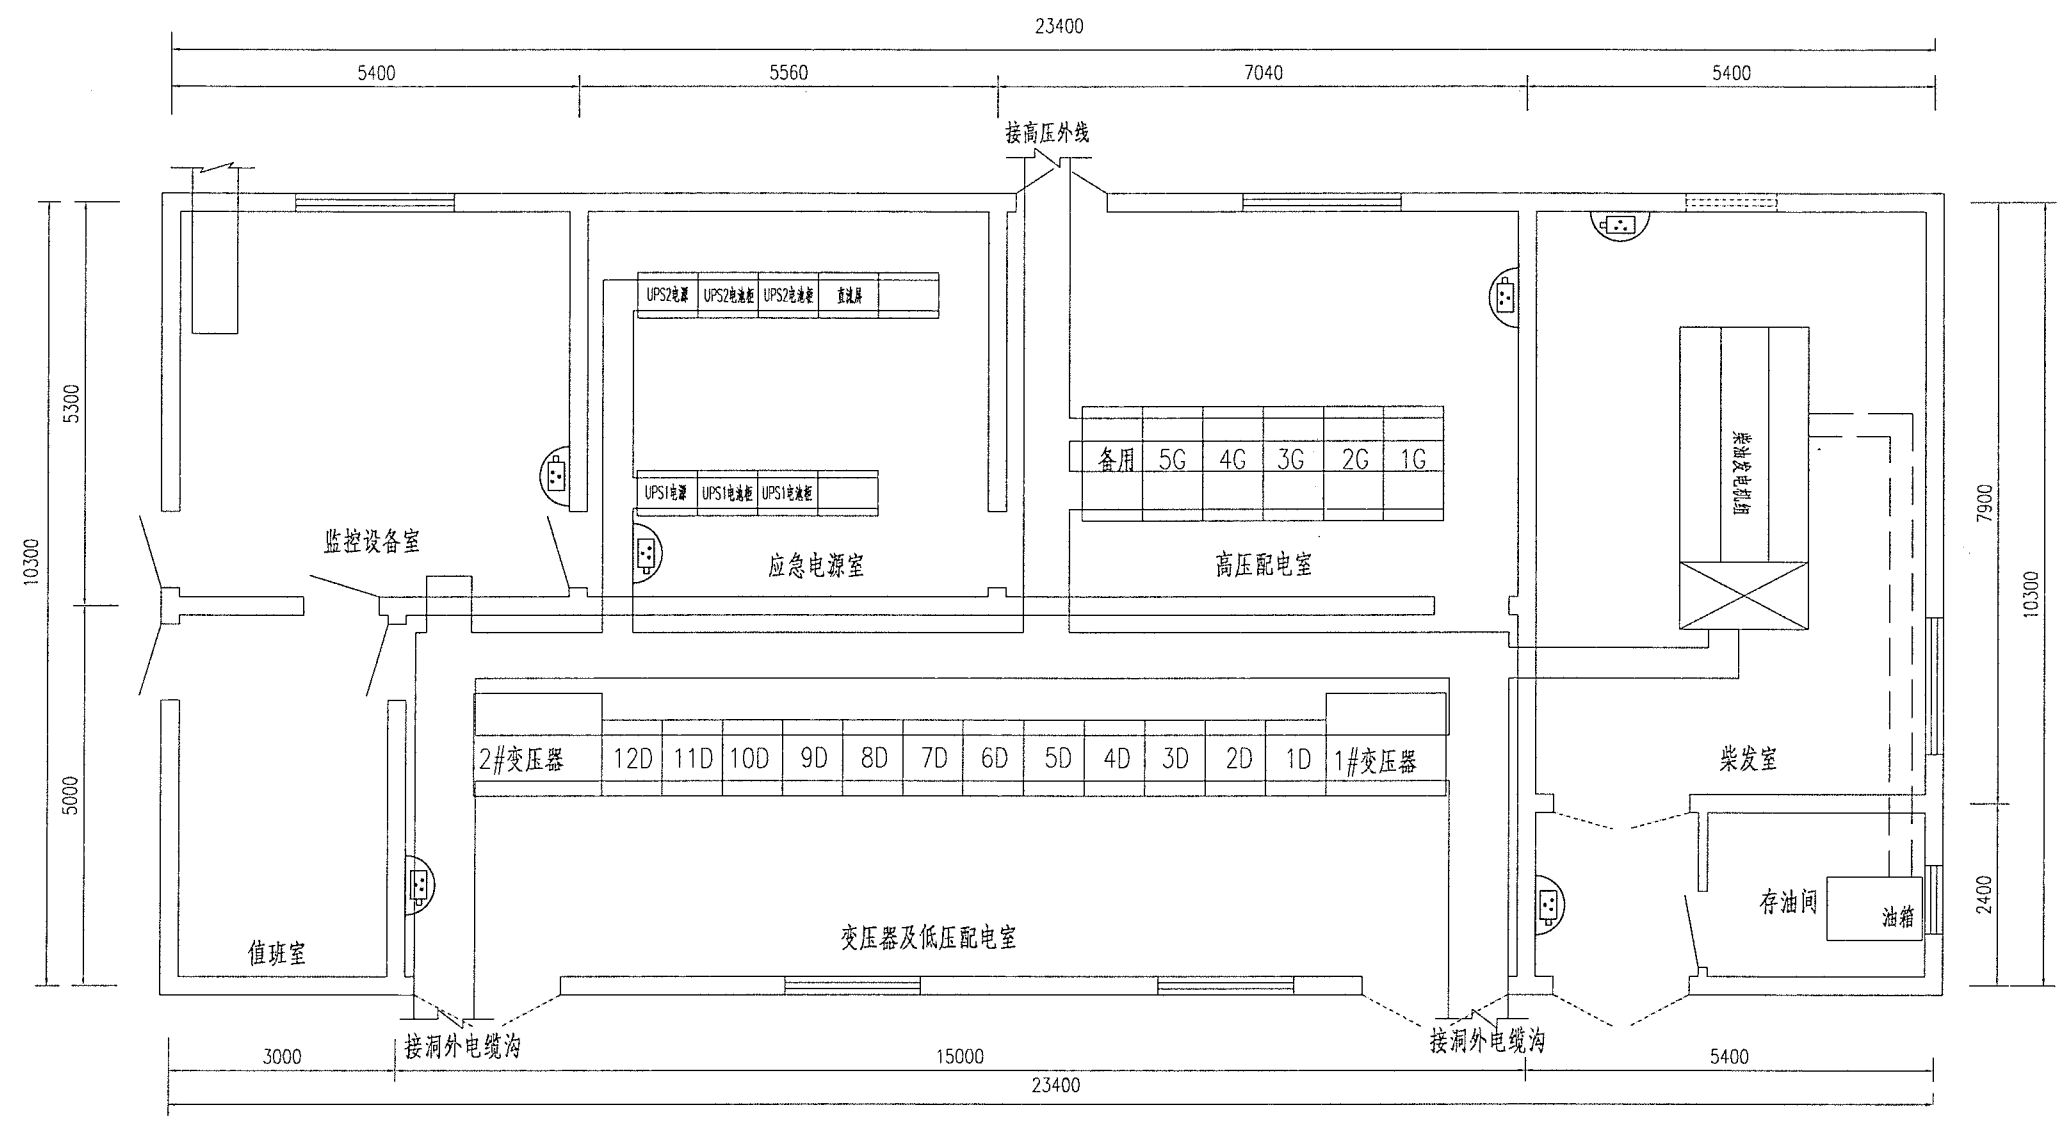 23400
5400
5560
7040
5400
接高压外线
UPS2电源
UPS2电池柜
UPS2电池柜
直流屏
5300
10300
备用
5G
4G
3G
2G
1G
柴油发电机组
UPS1电源
UPS1电池柜
UPS1电池柜
7900
10300
监控设备室
应急电源室
高压配电室
2#变压器
12D
11D
10D
9D
8D
7D
6D
5D
4D
3D
2D
1D
1#变压器
柴发室
5000
2400
存油间
油箱
值班室
变压器及低压配电室
接洞外电缆沟
接洞外电缆沟
3000
15000
5400
23400